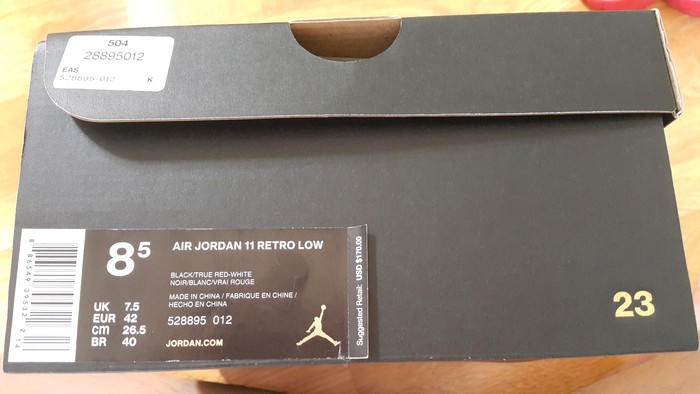 504
28895012
EAS
528895-012 K
8 5
AIR JORDAN 11 RETRO LOW
BLACK/TRUE RED-WHITE
NOIR/BLANC/VRAI ROUGE
MADE IN CHINA / FABRIQUE EN CHINE /
HECHO EN CHINA
528895 012
JORDAN.COM
UK 7.5
EUR 42
cm 26.5
BR 40
Suggested Retail: USD $170.00
23